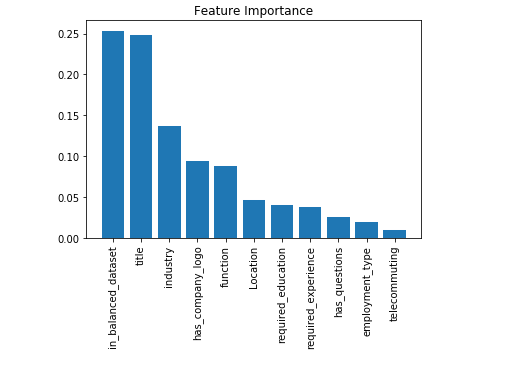 Feature Importance
0.25
0.20
0.15
0.10
0.05
0.00
in_balanced_dataset
title
industry
has_company_logo
function
Location
required_education
required_experience
has_questions
employment_type
telecommuting